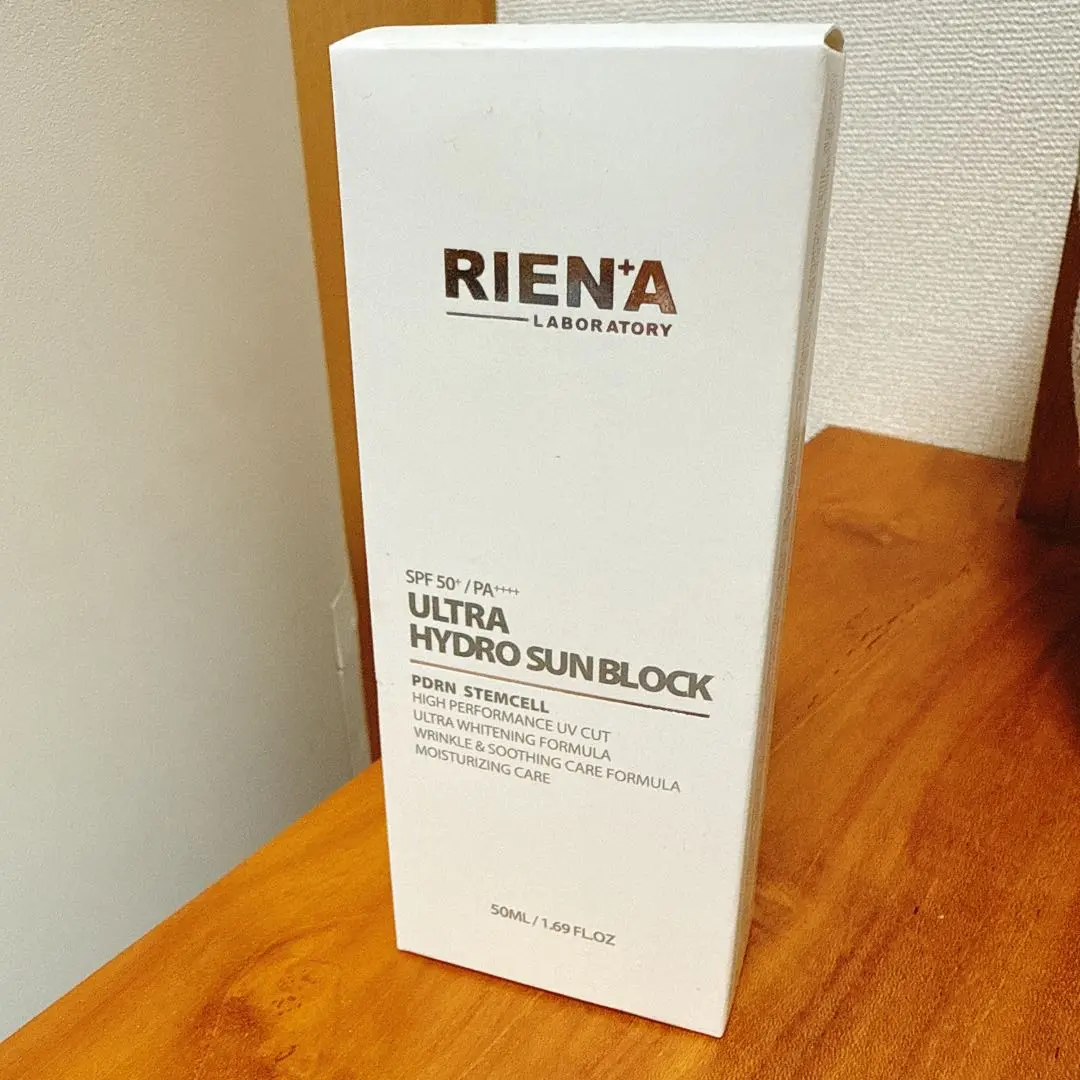 RIEN+A
LABORATORY
SPF 50+ / PA++++
ULTRA
HYDRO SUN BLOCK
PDRN STEMCELL
HIGH PERFORMANCE UV CUT
ULTRA WHITENING FORMULA
WRINKLE & SOOTHING CARE FORMULA
MOISTURIZING CARE
50ML / 1.69 FL.OZ